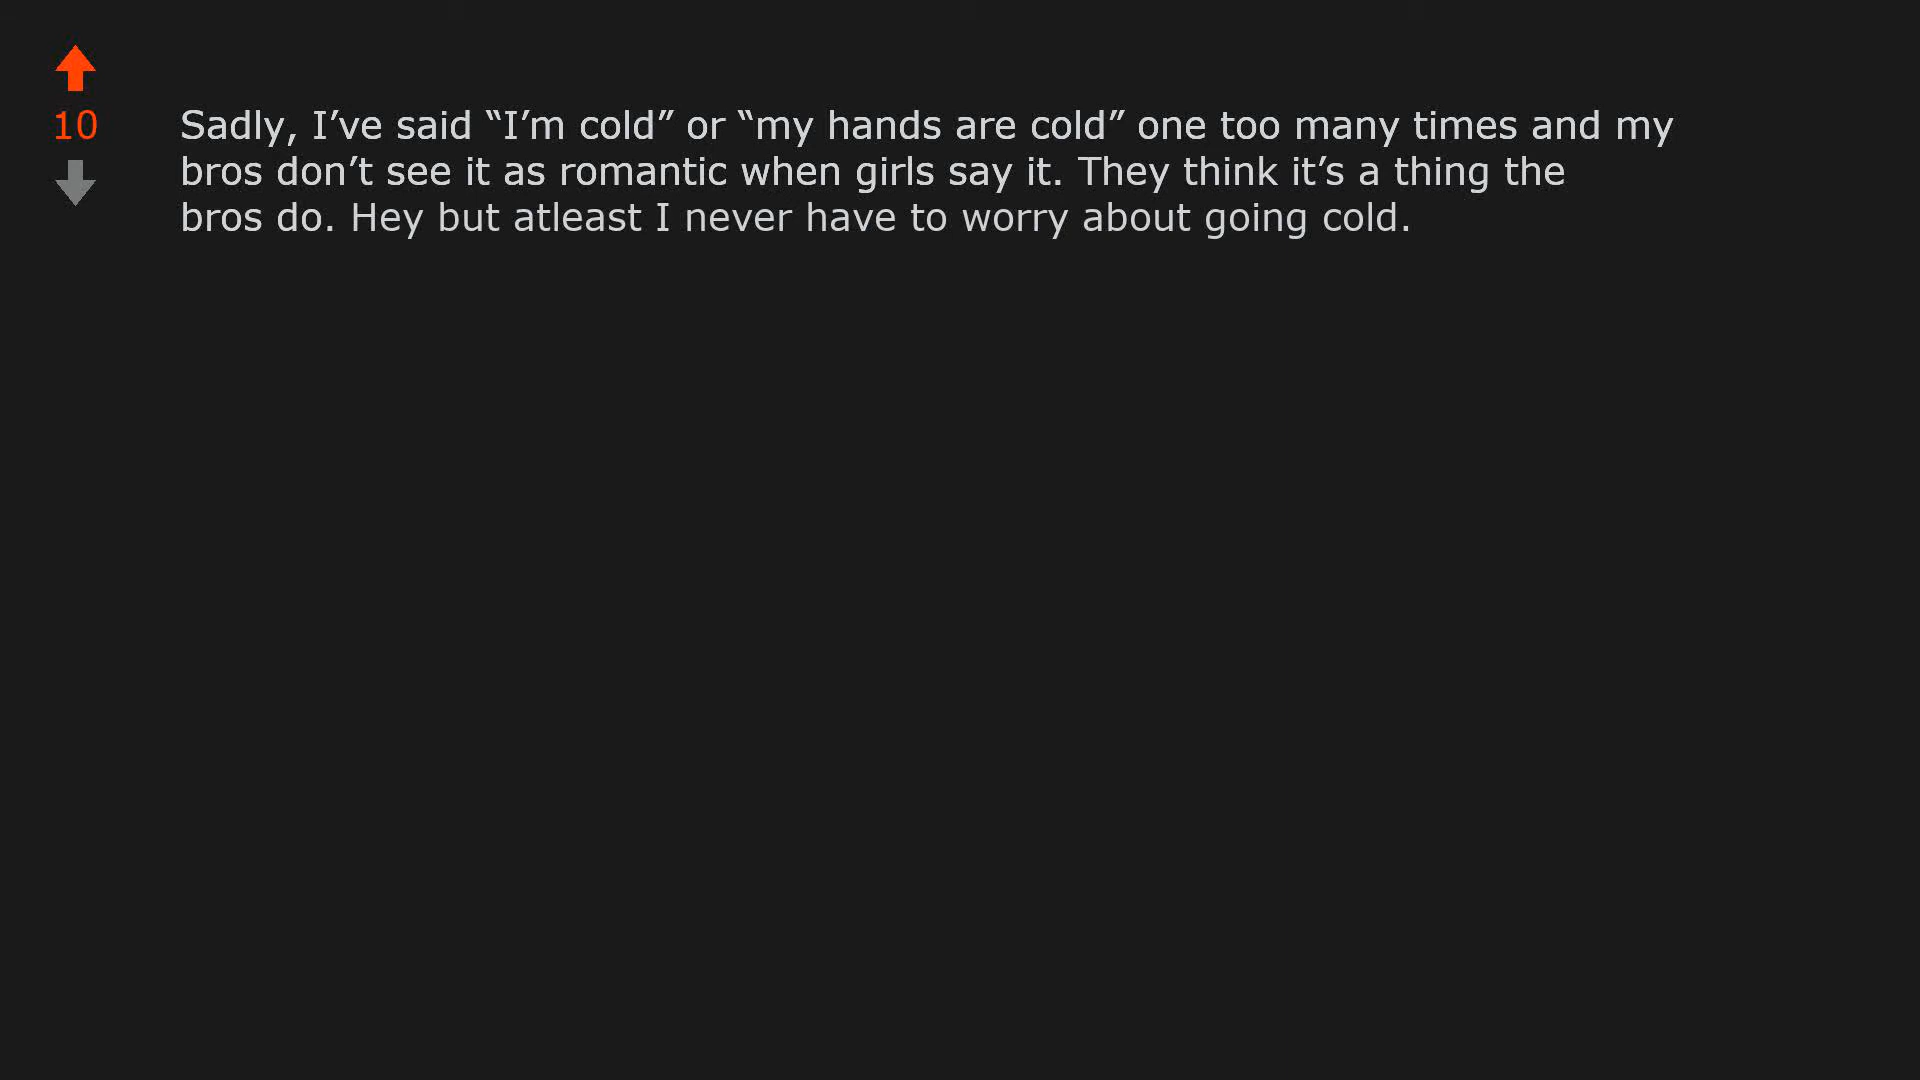 10
Sadly, I’ve said “I’m cold” or “my hands are cold” one too many times and my
bros don’t see it as romantic when girls say it. They think it’s a thing the
bros do. Hey but atleast I never have to worry about going cold.